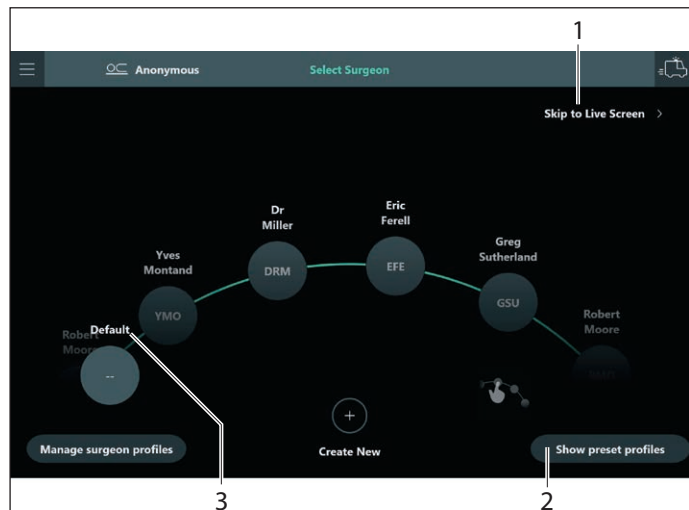 1
Anonymous
Select Surgeon
Skip to Live Screen >
Dr
Miller
Eric
Ferell
Yves
Montand
Greg
Sutherland
DRM
EFE
YMO
GSU
Robert
Moore
Default
Robert
Moore
--
RMO
+
Create New
Manage surgeon profiles
Show preset profiles
3
2